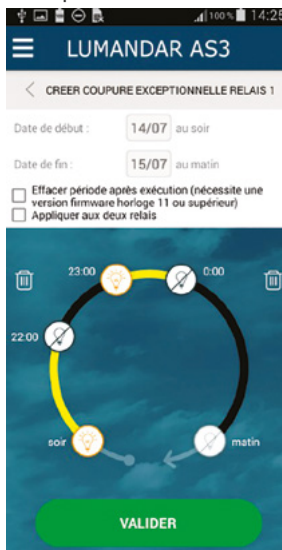 100% 14:25
LUMANDAR AS3
CREER COUPURE EXCEPTIONNELLE RELAIS 1
Date de début : 14/07 au soir
Date de fin : 15/07 au matin
Effacer période après exécution (nécessite une
version firmware horloge 11 ou supérieur)
Appliquer aux deux relais
23:00 0:00
22:00
soir matin
VALIDER